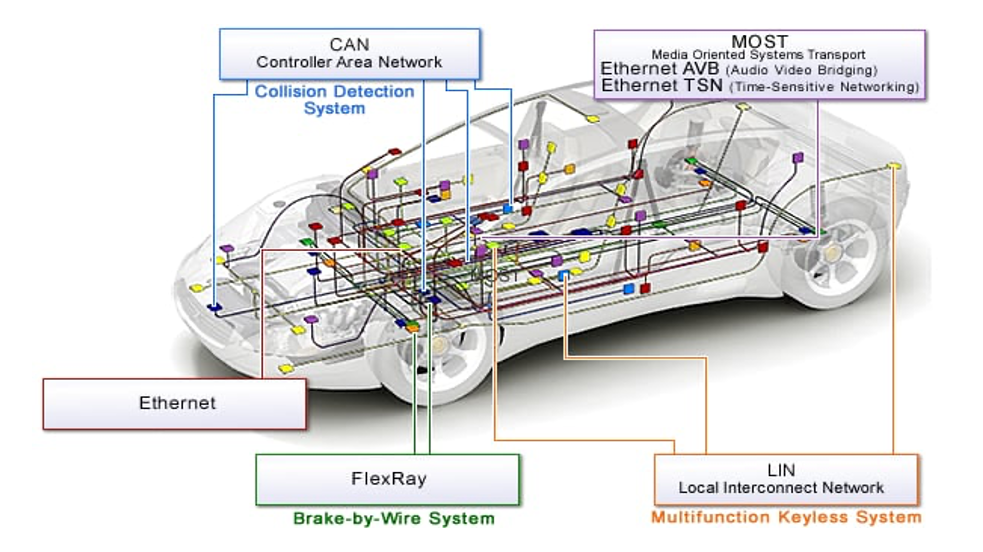 CAN
Controller Area Network
Collision Detection
System
MOST
Media Oriented Systems Transport
Ethernet AVB (Audio Video Bridging)
Ethernet TSN (Time-Sensitive Networking)
MOST
Ethernet
FlexRay
Brake-by-Wire System
LIN
Local Interconnect Network
Multifunction Keyless System